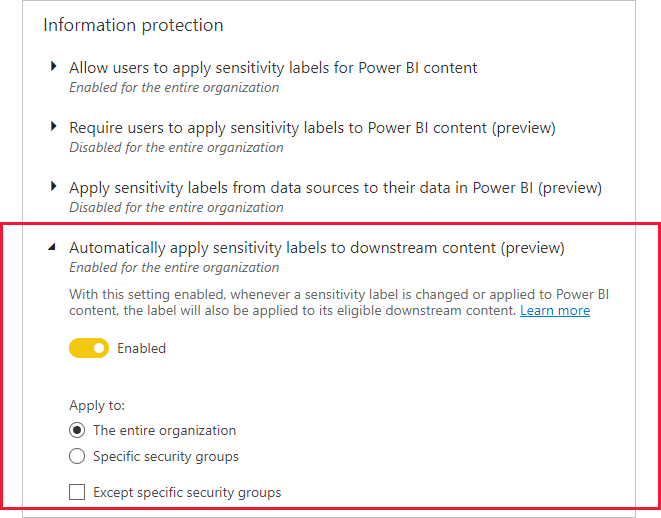 Information protection
Allow users to apply sensitivity labels for Power BI content
Enabled for the entire organization
Require users to apply sensitivity labels to Power BI content (preview)
Disabled for the entire organization
Apply sensitivity labels from data sources to their data in Power BI (preview)
Disabled for the entire organization
Automatically apply sensitivity labels to downstream content (preview)
Enabled for the entire organization
With this setting enabled, whenever a sensitivity label is changed or applied to Power BI
content, the label will also be applied to its eligible downstream content. Learn more
Enabled
Apply to:
The entire organization
Specific security groups
Except specific security groups